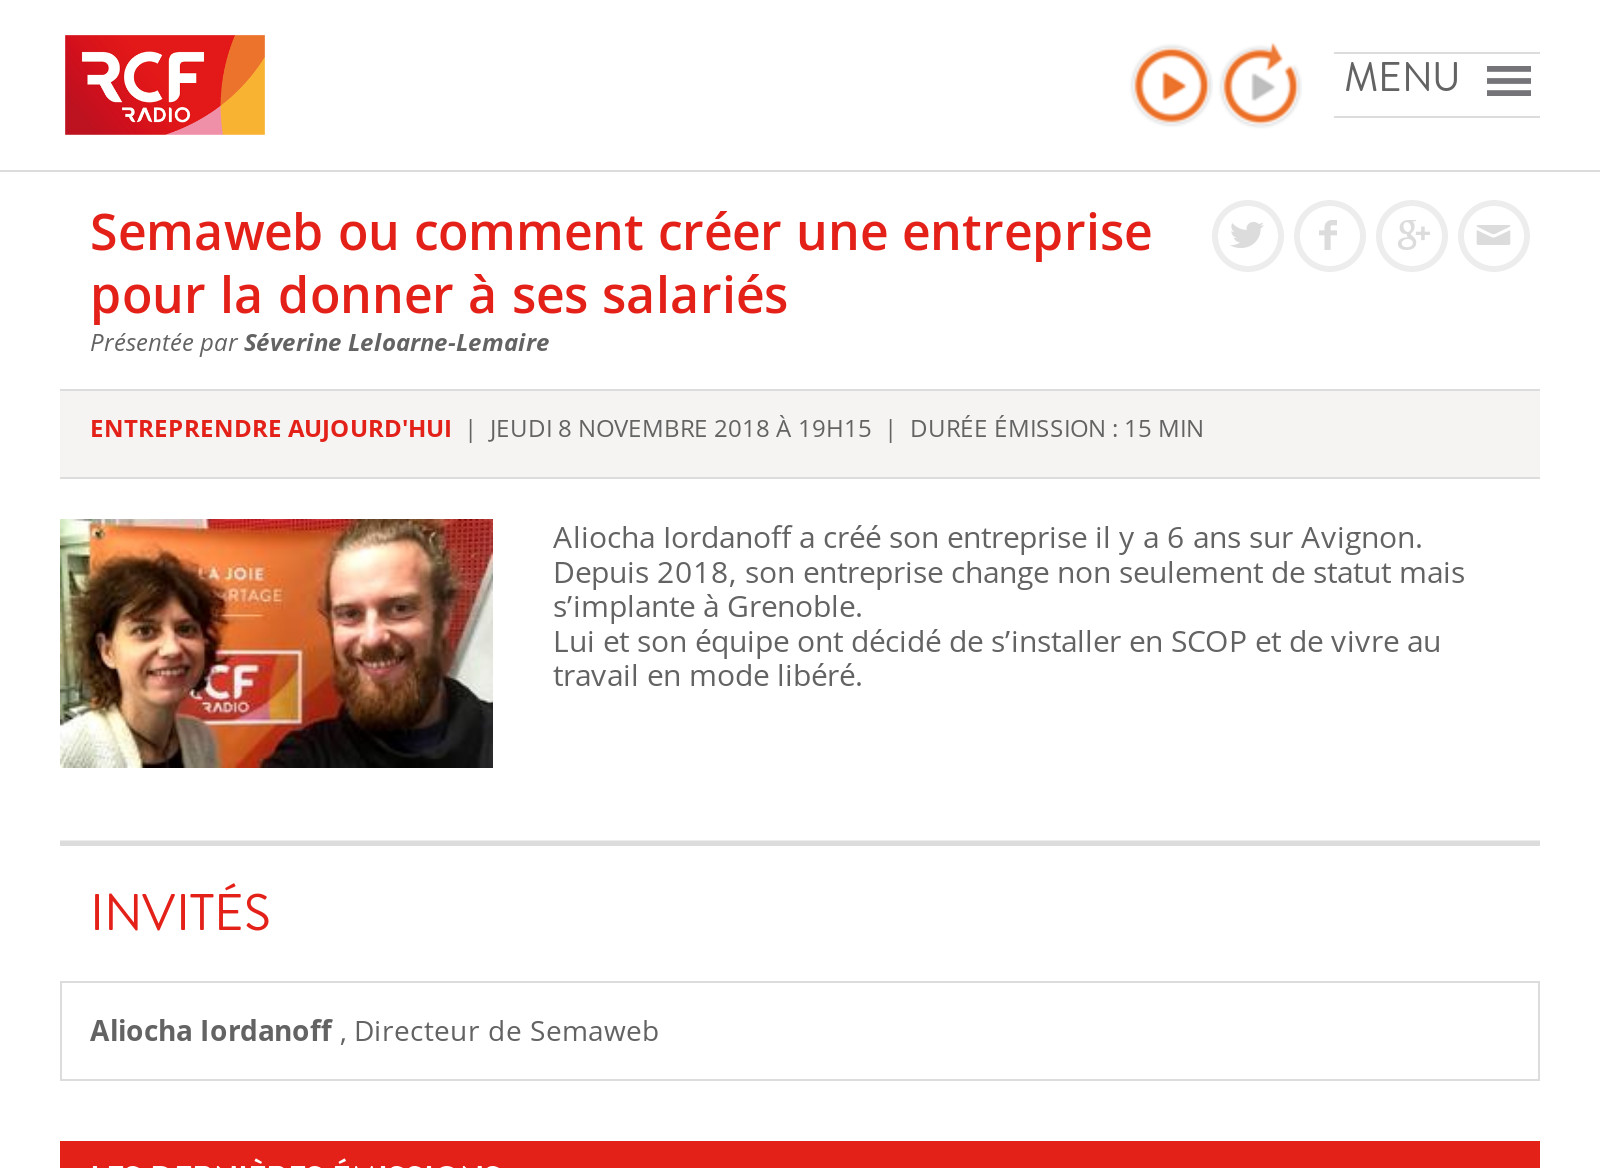 RCF
RADIO
MENU
Semaweb ou comment créer une entreprise
pour la donner à ses salariés
Présentée par Séverine Leloarne-Lemaire
ENTREPRENDRE AUJOURD'HUI | JEUDI 8 NOVEMBRE 2018 À 19H15 | DURÉE ÉMISSION : 15 MIN
LA JOIE
CF
RADIO
Aliocha Iordanoff a créé son entreprise il y a 6 ans sur Avignon.
Depuis 2018, son entreprise change non seulement de statut mais
s’implante à Grenoble.
Lui et son équipe ont décidé de s’installer en SCOP et de vivre au
travail en mode libéré.
INVITÉS
Aliocha Iordanoff , Directeur de Semaweb
LES DERNIÈRES ÉMISSIONS